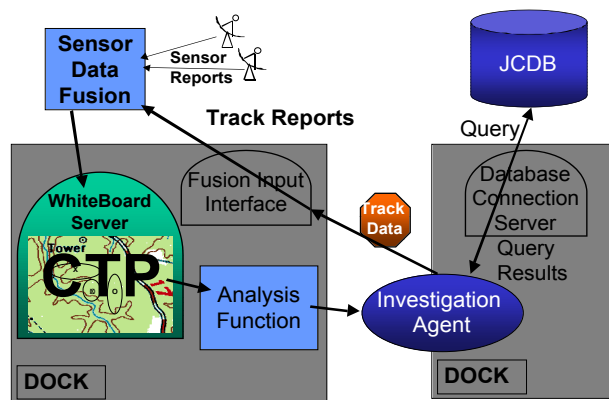 Sensor
Data
Fusion
Sensor
Reports
JCDB
Track Reports
Query
WhiteBoard
Server
Tower
CTP
Fusion Input
Interface
Track
Data
Database
Connection
Server
Query
Results
Analysis
Function
Investigation
Agent
DOCK
DOCK